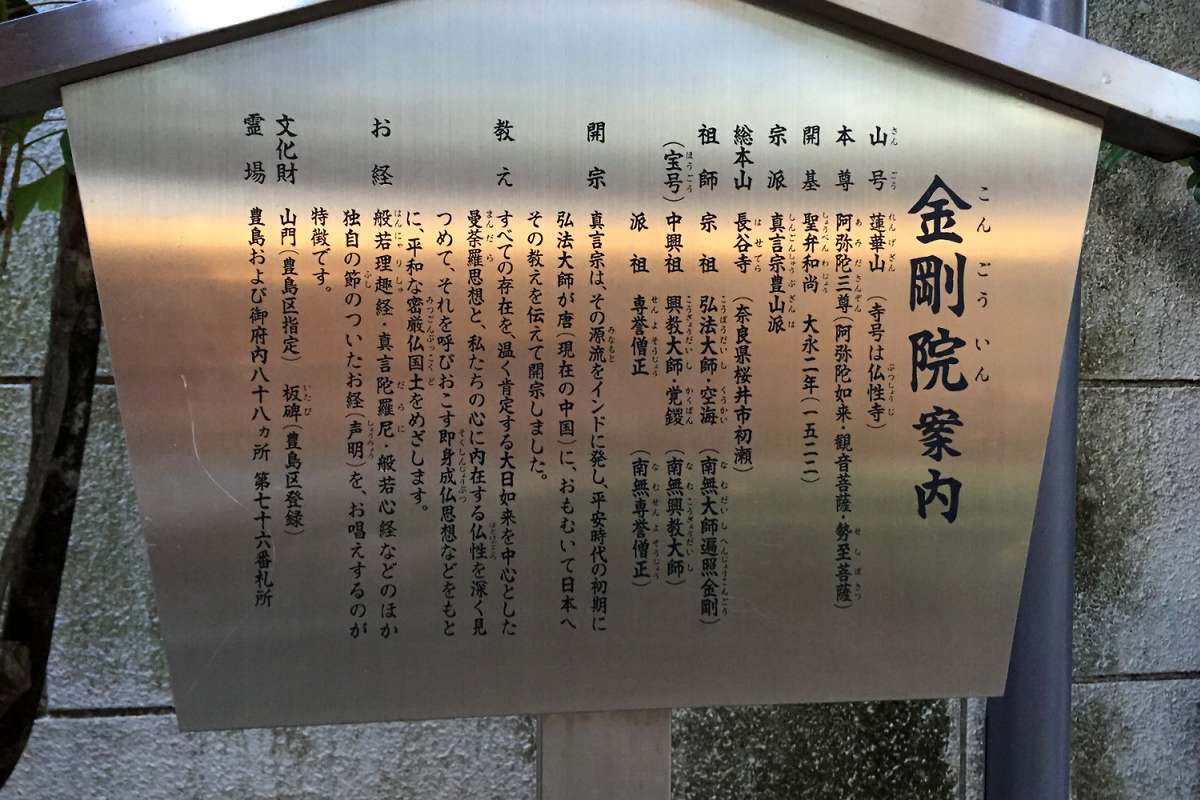 金剛院案内
山号 蓮華山（寺号は仏性寺）
本尊 阿弥陀三尊（阿弥陀如来・観音菩薩・勢至菩薩）
開基 聖弁和尚 大永二年（一五二二）
宗派 真言宗豊山派
総本山 長谷寺（奈良県桜井市初瀬）
祖師 宗祖 弘法大師・空海（南無大師遍照金剛）
（宝号） 中興祖 興教大師・覚鑁（南無興教大師）
派祖 専誉僧正（南無専誉僧正）
開宗 真言宗は、その源流をインドに発し、平安時代の初期に
弘法大師が唐（現在の中国）に、おもむいて日本へ
その教えを伝えて開宗しました。
教え すべての存在を、温く肯定する大日如来を中心とした
曼荼羅思想と、私たちの心に内在する仏性を深く見
つめて、それを呼びおこす即身成仏思想などをもと
に、平和な密厳仏国土をめざします。
お経 般若理趣経・真言陀羅尼・般若心経などのほか
独自の節のついたお経（声明）を、お唱えするのが
特徴です。
文化財 山門（豊島区指定） 板碑（豊島区登録）
霊場 豊島および御府内八十八ヵ所 第七十六番札所